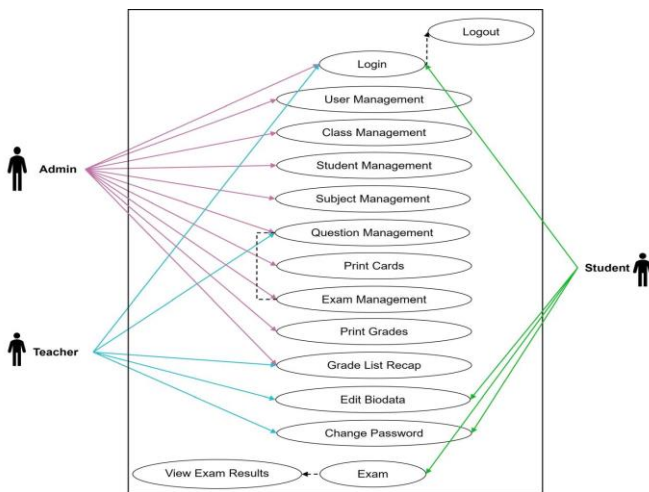 Logout
Login
User Management
Class Management
Student Management
Admin
Subject Management
Question Management
Print Cards
Student
Exam Management
Print Grades
Teacher
Grade List Recap
Edit Biodata
Change Password
View Exam Results
Exam